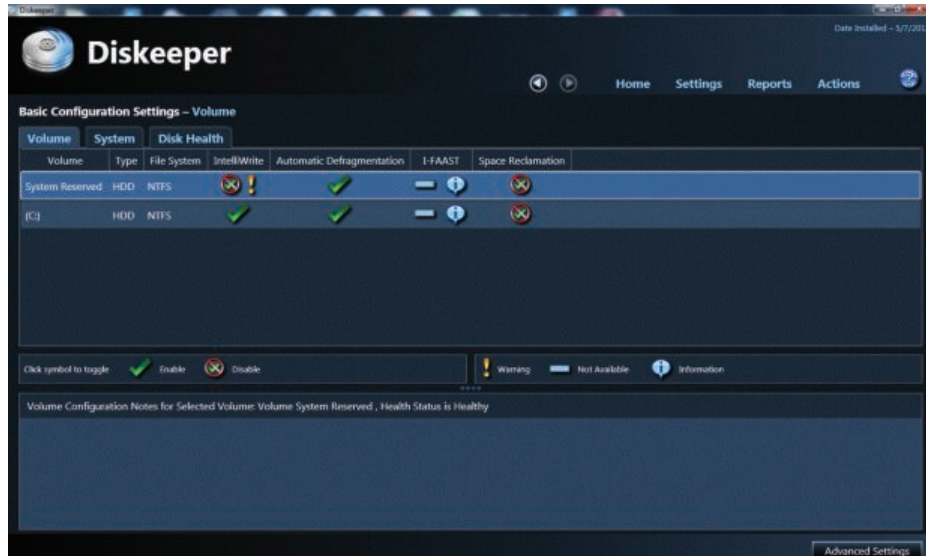 Diskeeper
Date Installed – 5/7/201
Diskeeper
Home Settings Reports Actions
Basic Configuration Settings – Volume
Volume System Disk Health
Volume Type File System IntelliWrite Automatic Defragmentation I-FAAST Space Reclamation
System Reserved HDD NTFS
(C:) HDD NTFS
Click symbol to toggle Enable Disable Warning Not Available Information
Volume Configuration Notes for Selected Volume: Volume System Reserved , Health Status is Healthy
Advanced Settings